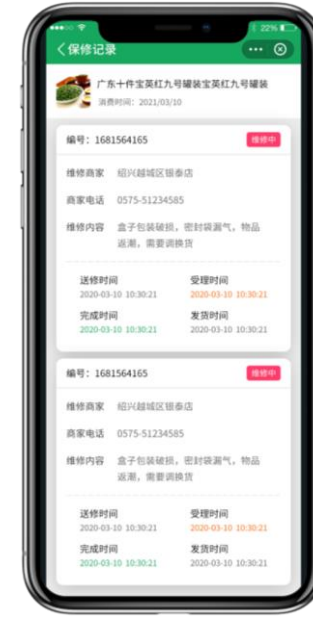 22%
保修记录
广东十件宝英红九号罐装宝英红九号罐装
消费时间：2021/03/10
编号：1681564165
维修中
维修商家 绍兴越城区银泰店
商家电话 0575-51234585
维修内容 盒子包装破损，密封袋漏气，物品
返潮，需要调换货
送修时间 受理时间
2020-03-10 10:30:21 2020-03-10 10:30:21
完成时间 发货时间
2020-03-10 10:30:21 2020-03-10 10:30:21
编号：1681564165
维修中
维修商家 绍兴越城区银泰店
商家电话 0575-51234585
维修内容 盒子包装破损，密封袋漏气，物品
返潮，需要调换货
送修时间 受理时间
2020-03-10 10:30:21 2020-03-10 10:30:21
完成时间 发货时间
2020-03-10 10:30:21 2020-03-10 10:30:21